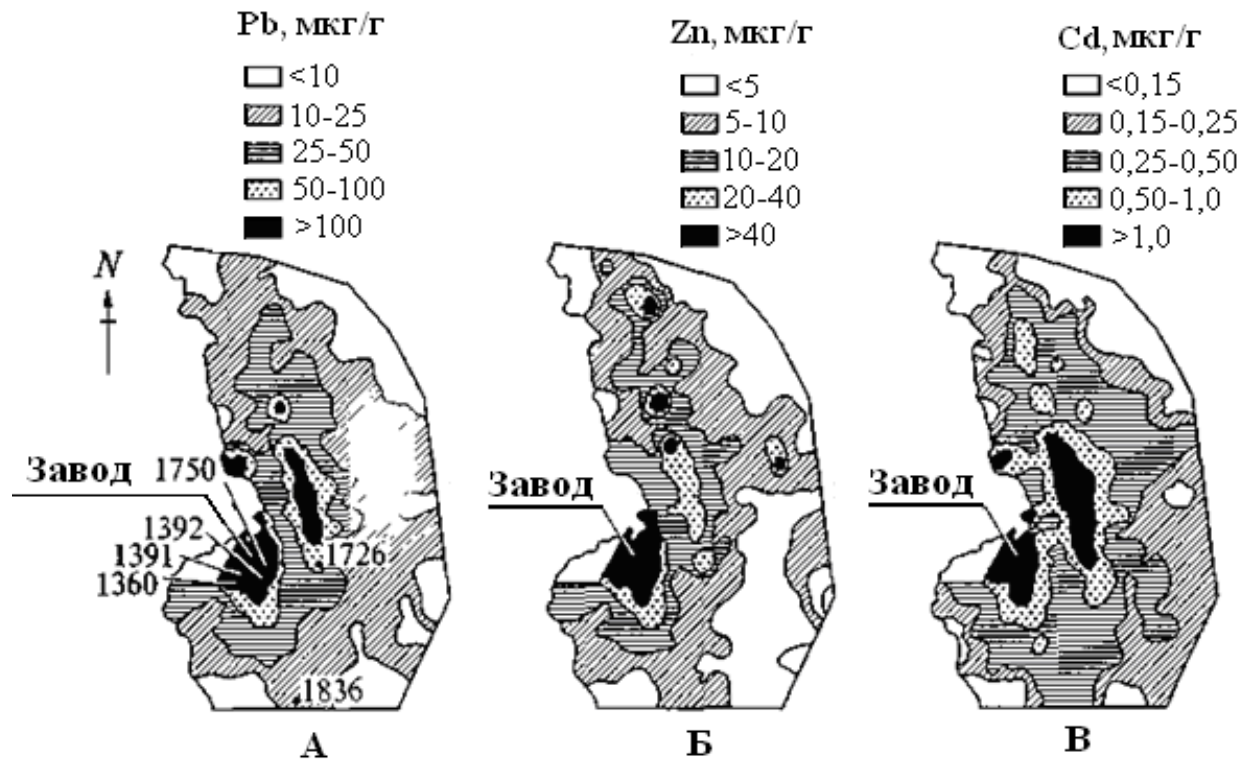 Pb, мкг/г
<10
10-25
25-50
50-100
>100
Zn, мкг/г
<5
5-10
10-20
20-40
>40
Cd, мкг/г
<0,15
0,15-0,25
0,25-0,50
0,50-1,0
>1,0
N
Завод
1750
1392
1391
1360
1726
1836
Завод
Завод
А
Б
В